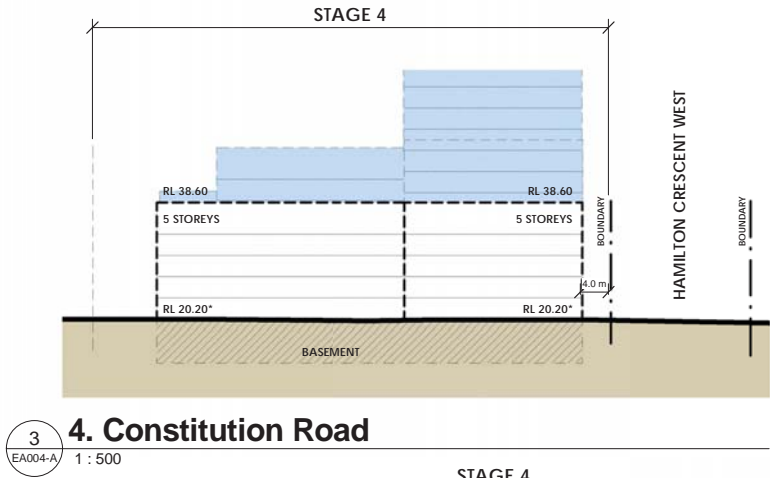 STAGE 4
RL 38.60
RL 38.60
5 STOREYS
5 STOREYS
BOUNDARY
HAMILTON CRESCENT WEST
BOUNDARY
4.0 m
RL 20.20*
RL 20.20*
BASEMENT
3
EA004-A
4. Constitution Road
1 : 500
STAGE 4